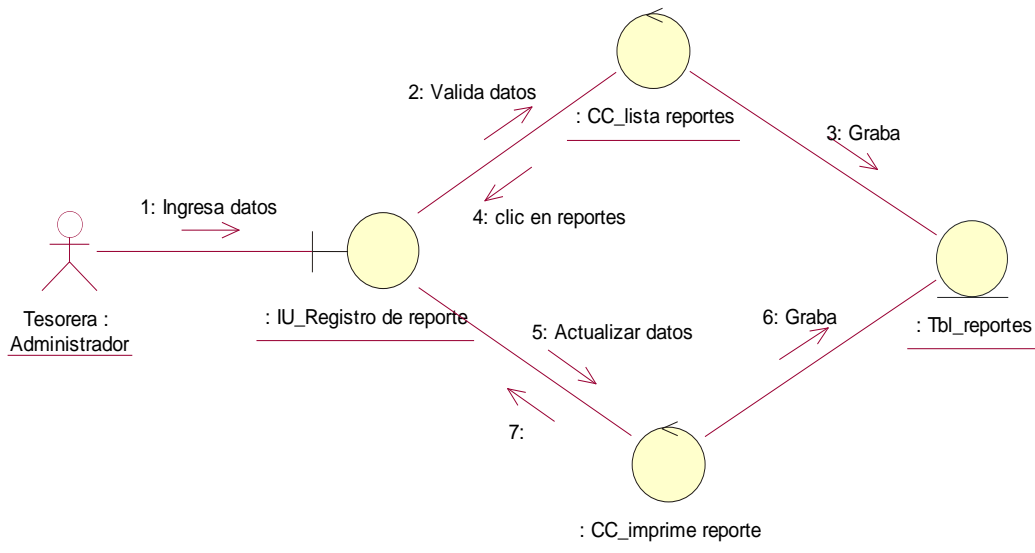 2: Valida datos
: CC_lista reportes
3: Graba
1: Ingresa datos
4: clic en reportes
Tesorera :
Administrador
: IU_Registro de reporte
5: Actualizar datos
6: Graba
: Tbl_reportes
7:
: CC_imprime reporte